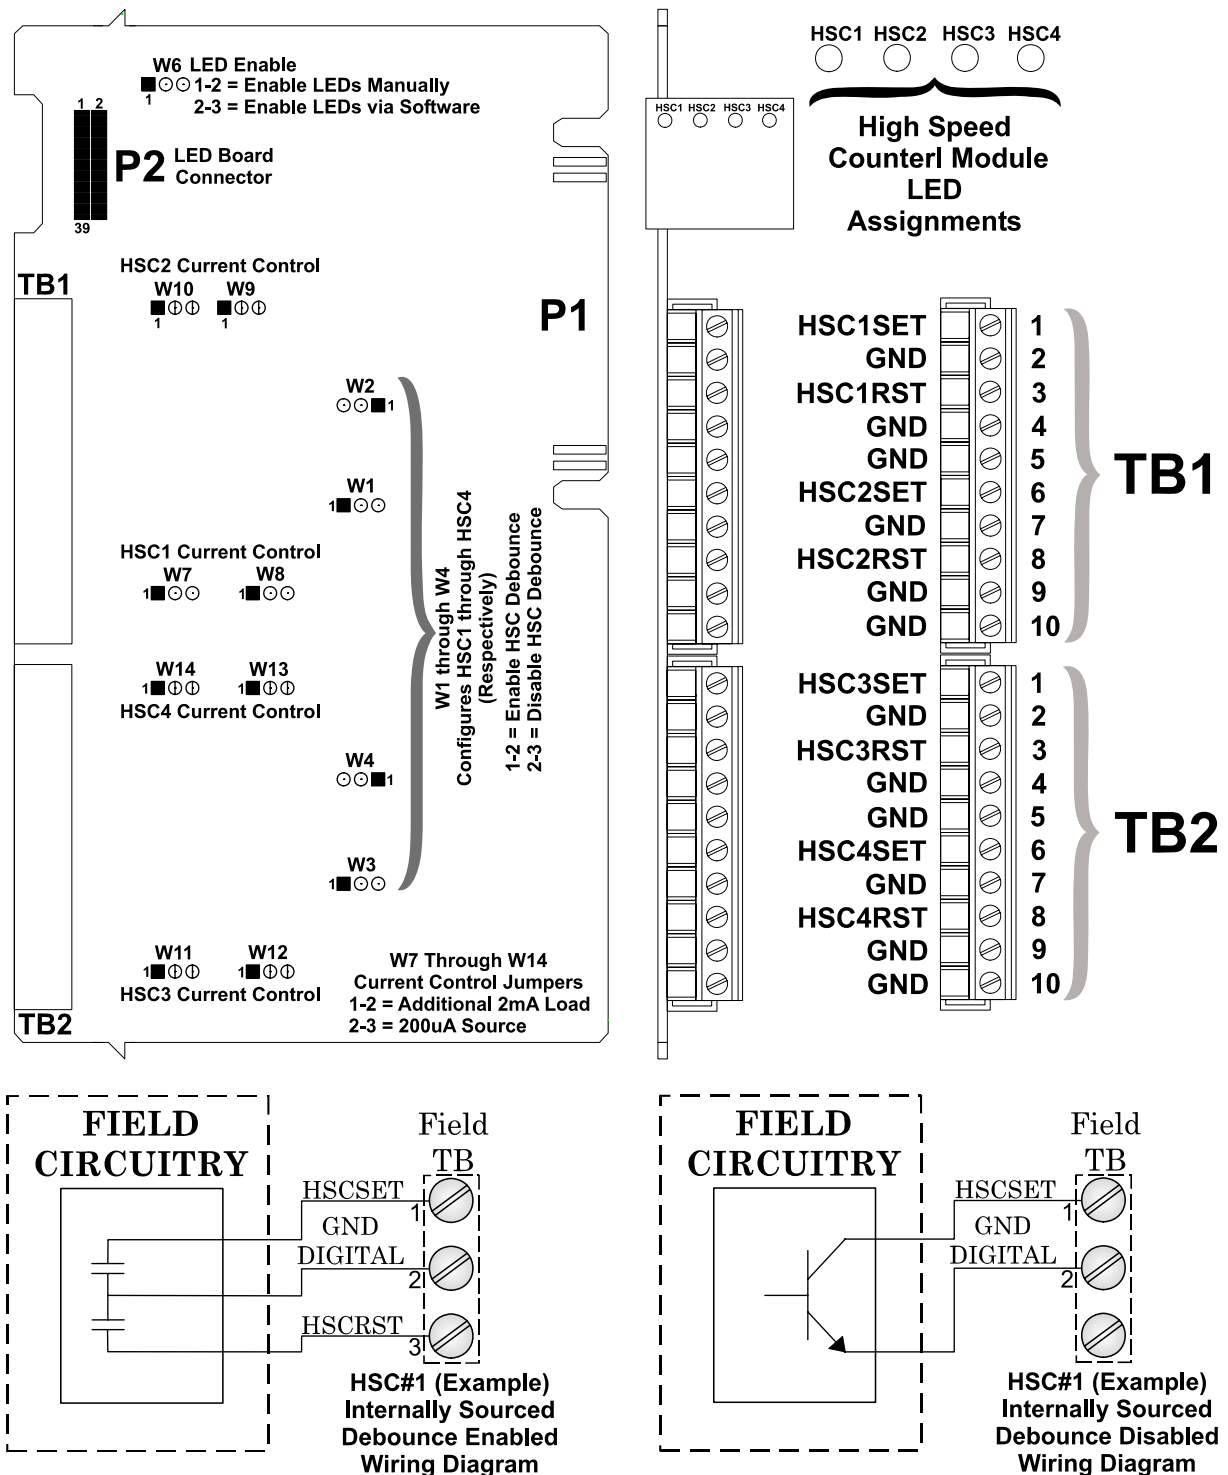 W6 LED Enable
1-2 = Enable LEDs Manually
1
2-3 = Enable LEDs via Software
1 2
P2 LED Board
Connector
39
HSC2 Current Control
TB1
W10 W9
1 1
P1
W2
1
W1
1
HSC1 Current Control
W7 W8
1 1
W14 W13
1 1
HSC4 Current Control
W4
1
W3
1
W11 W12
1 1
HSC3 Current Control
TB2
W1 through W4
Configures HSC1 through HSC4
(Respectively)
1-2 = Enable HSC Debounce
2-3 = Disable HSC Debounce
W7 Through W14
Current Control Jumpers
1-2 = Additional 2mA Load
2-3 = 200uA Source
HSC1 HSC2 HSC3 HSC4
HSC1 HSC2 HSC3 HSC4
High Speed
Counterl Module
LED
Assignments
HSC1SET 1
GND 2
HSC1RST 3
GND 4
GND 5
HSC2SET 6
GND 7
HSC2RST 8
GND 9
GND 10
TB1
HSC3SET 1
GND 2
HSC3RST 3
GND 4
GND 5
HSC4SET 6
GND 7
HSC4RST 8
GND 9
GND 10
TB2
FIELD
CIRCUITRY
Field
TB
HSCSET
1
GND
DIGITAL
2
HSCRST
3
HSC#1 (Example)
Internally Sourced
Debounce Enabled
Wiring Diagram
FIELD
CIRCUITRY
Field
TB
HSCSET
1
GND
DIGITAL
2
HSC#1 (Example)
Internally Sourced
Debounce Disabled
Wiring Diagram